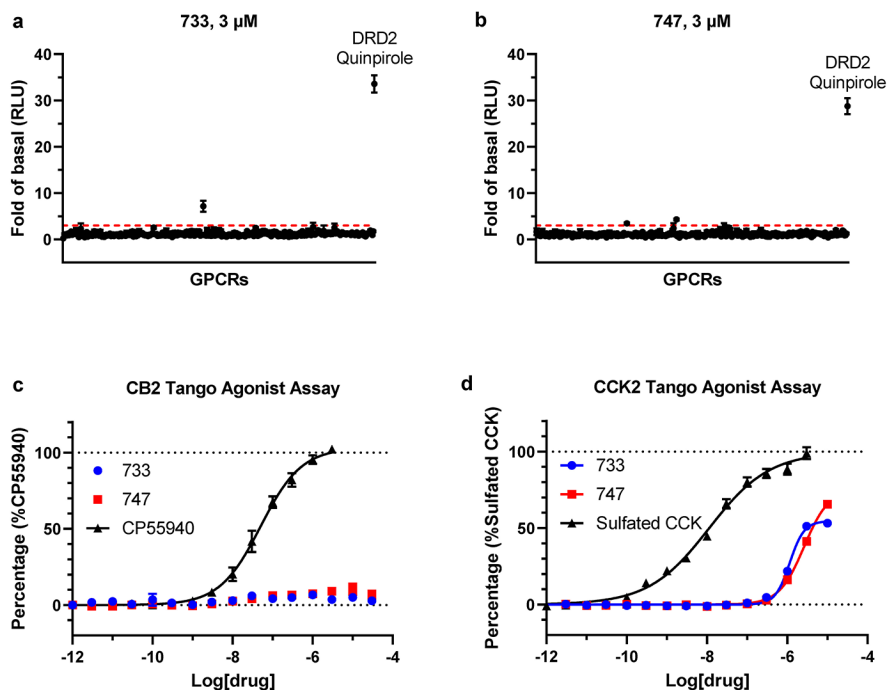 a
733, 3 µM
DRD2
Quinpirole
Fold of basal (RLU)
40
30
20
10
0
GPCRs
b
747, 3 µM
DRD2
Quinpirole
Fold of basal (RLU)
40
30
20
10
0
GPCRs
c
CB2 Tango Agonist Assay
Percentage (%CP55940)
100
50
0
733
747
CP55940
-12
-10
-8
-6
-4
Log[drug]
d
CCK2 Tango Agonist Assay
Percentage (%Sulfated CCK)
100
50
0
733
747
Sulfated CCK
-12
-10
-8
-6
-4
Log[drug]